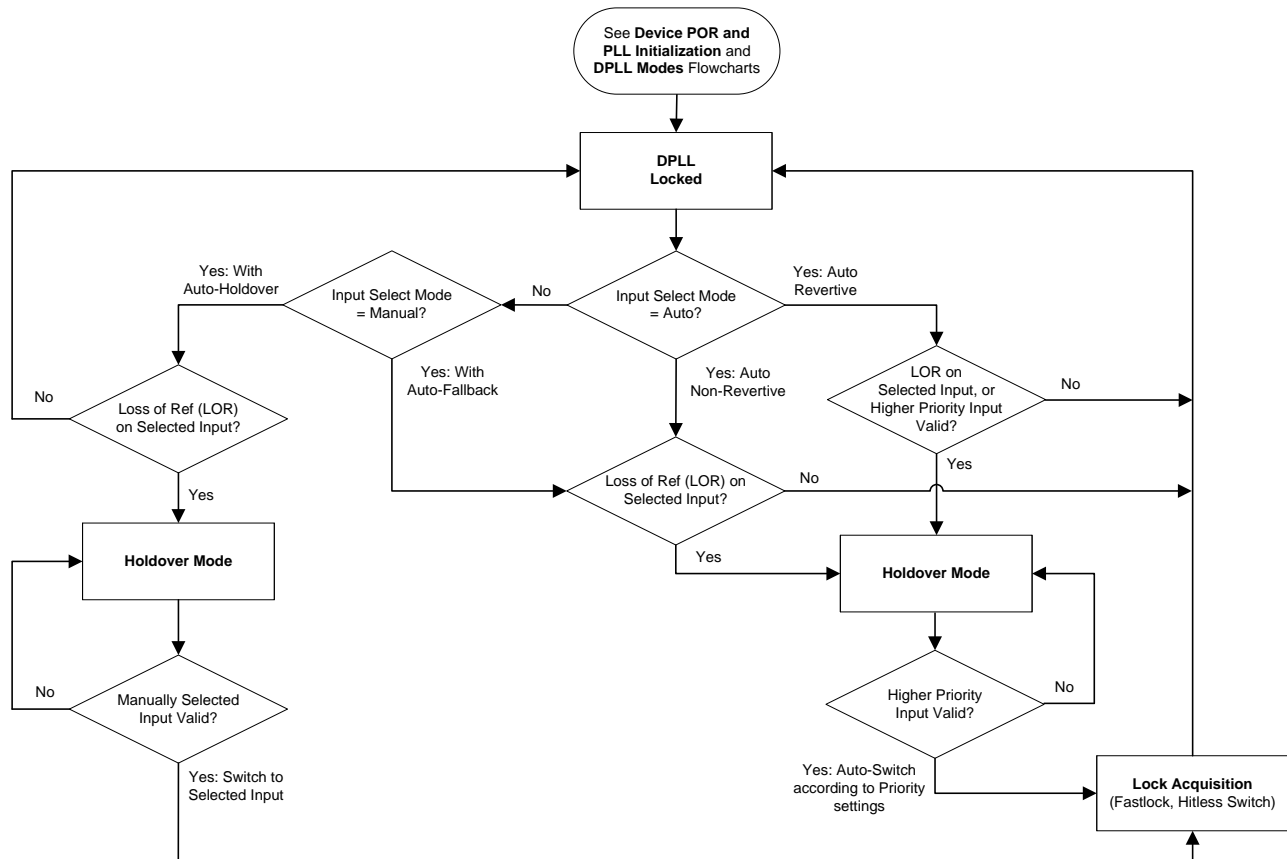 See Device POR and
PLL Initialization and
DPLL Modes Flowcharts
DPLL
Locked
Yes: With
Auto-Holdover
Input Select Mode
= Manual?
No
Input Select Mode
= Auto?
Yes: Auto
Revertive
Yes: With
Auto-Fallback
Yes: Auto
Non-Revertive
LOR on
Selected Input, or
Higher Priority Input
Valid?
No
No
Loss of Ref (LOR)
on Selected Input?
Yes
Loss of Ref (LOR) on
Selected Input?
No
Yes
Yes
Holdover Mode
Holdover Mode
No
Manually Selected
Input Valid?
Higher Priority
Input Valid?
No
Yes: Switch to
Selected Input
Yes: Auto-Switch
according to Priority
settings
Lock Acquisition
(Fastlock, Hitless Switch)